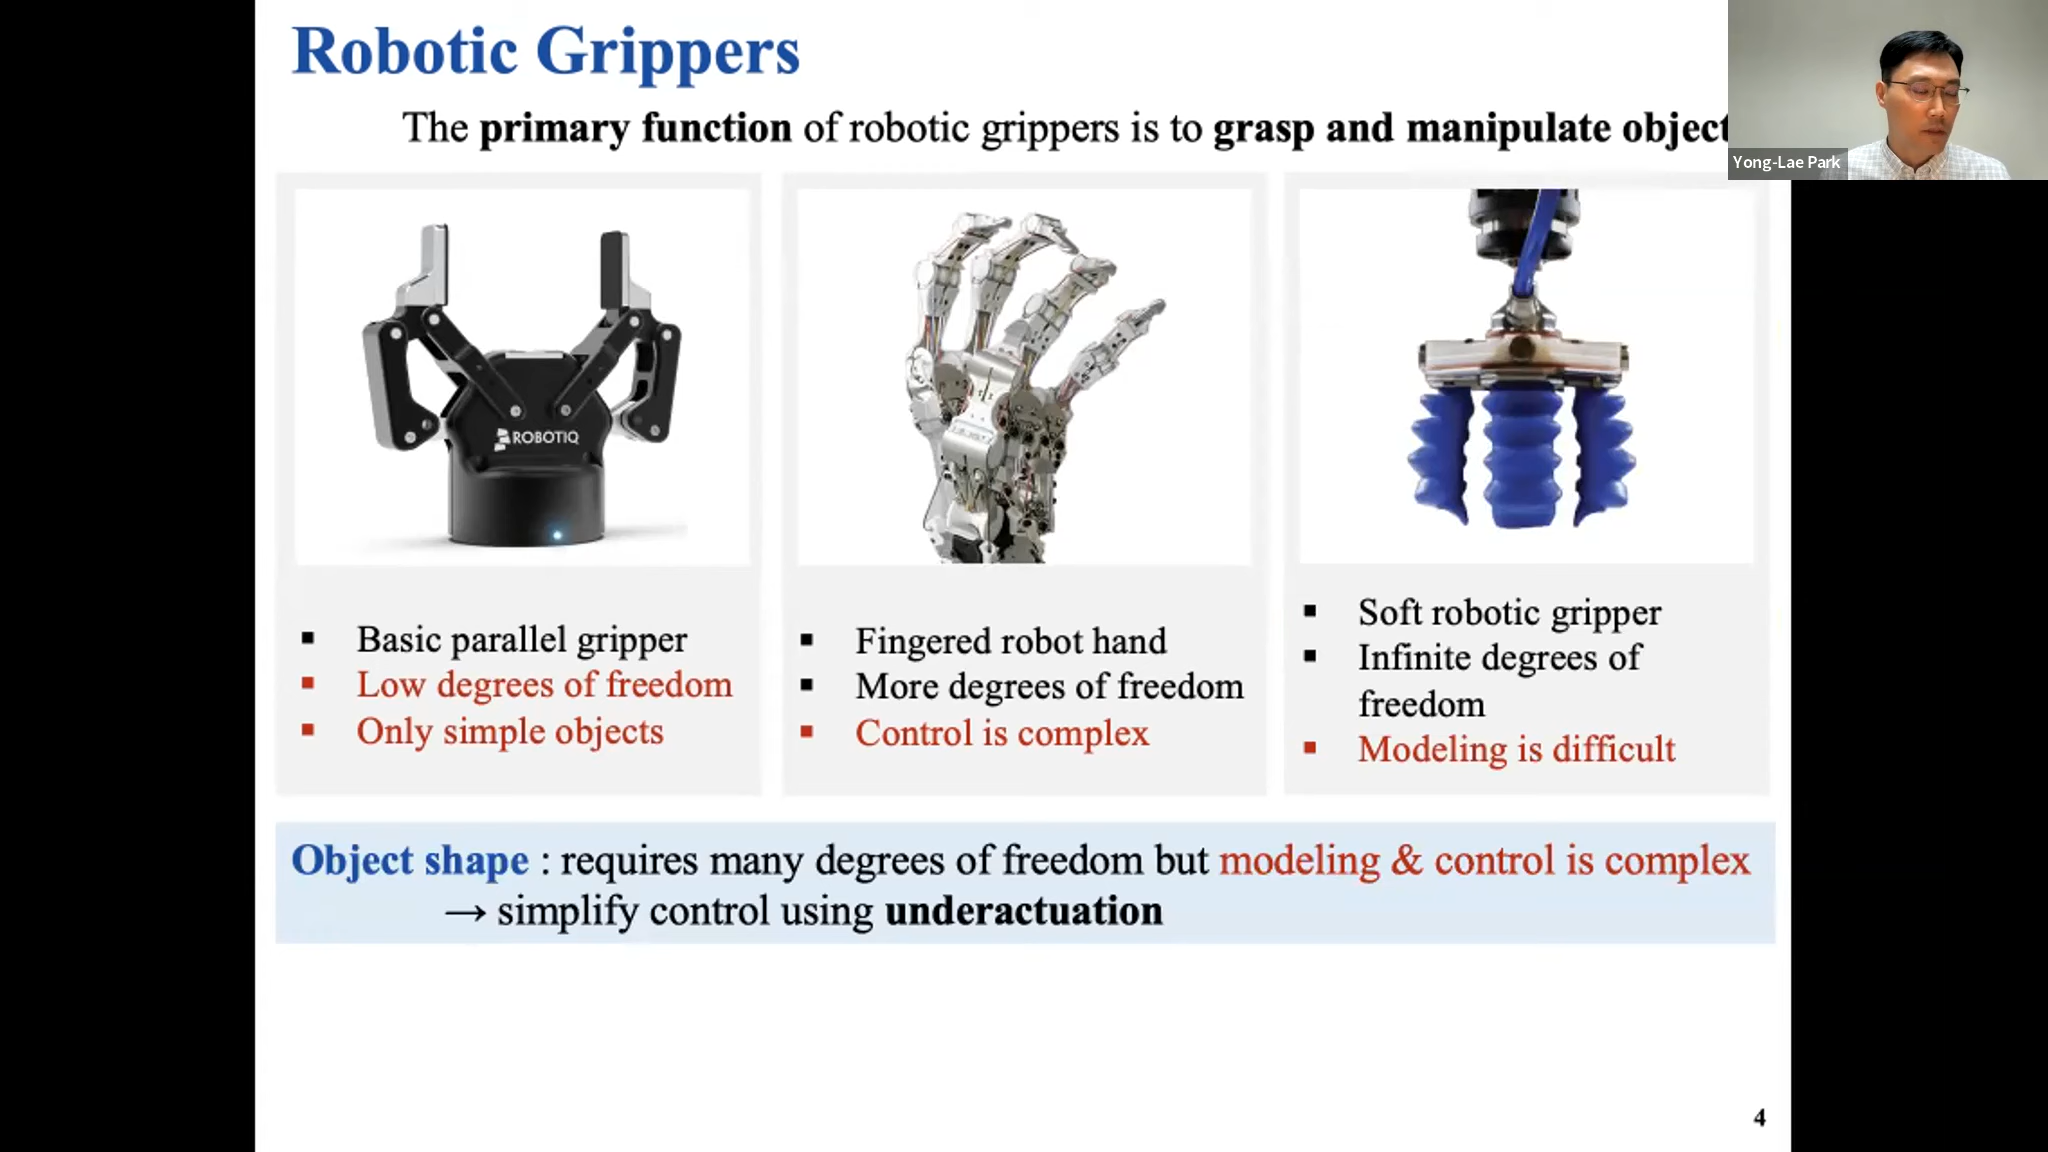 Robotic Grippers
The primary function of robotic grippers is to grasp and manipulate object
Yong-Lae Park
ROBOTIQ
▪ Basic parallel gripper
▪ Low degrees of freedom
▪ Only simple objects
▪ Fingered robot hand
▪ More degrees of freedom
▪ Control is complex
▪ Soft robotic gripper
▪ Infinite degrees of
freedom
▪ Modeling is difficult
Object shape : requires many degrees of freedom but modeling & control is complex
→ simplify control using underactuation
4